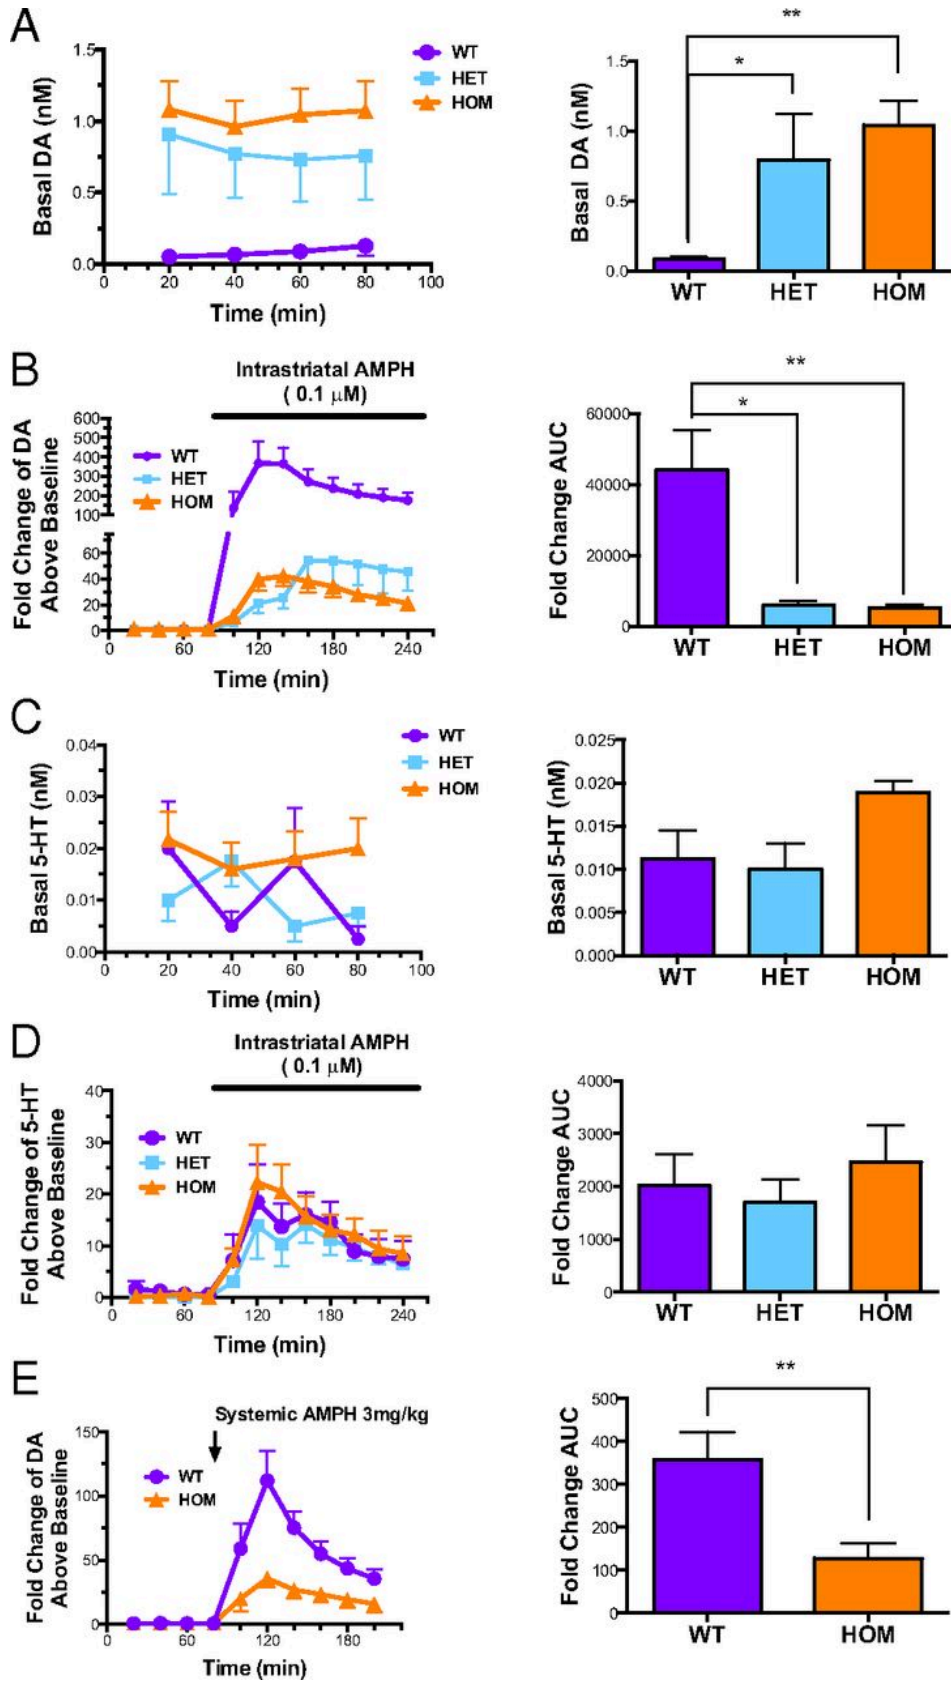 A
1.5
1.0
0.5
0.0
Basal DA (nM)
0 20 40 60 80 100
Time (min)
WT
HET
HOM
** 
*
1.5
1.0
0.5
0.0
Basal DA (nM)
WT HET HOM
B
Intrastriatal AMPH
( 0.1 μM)
600
500
400
300
200
100
60
40
20
0
Fold Change of DA
Above Baseline
WT
HET
HOM
0 60 120 180 240
Time (min)
**
*
60000
40000
20000
0
Fold Change AUC
WT HET HOM
C
0.04
0.03
0.02
0.01
0.00
Basal 5-HT (nM)
0 20 40 60 80 100
Time (min)
WT
HET
HOM
0.025
0.020
0.015
0.010
0.005
0.000
Basal 5-HT (nM)
WT HET HOM
D
Intrastriatal AMPH
( 0.1 μM)
40
30
20
10
0
Fold Change of 5-HT
Above Baseline
WT
HET
HOM
0 60 120 180 240
Time (min)
4000
3000
2000
1000
0
Fold Change AUC
WT HET HOM
E
Systemic AMPH 3mg/kg
150
100
50
0
Fold Change of DA
Above Baseline
WT
HOM
0 60 120 180
Time (min)
**
500
400
300
200
100
0
Fold Change AUC
WT HOM